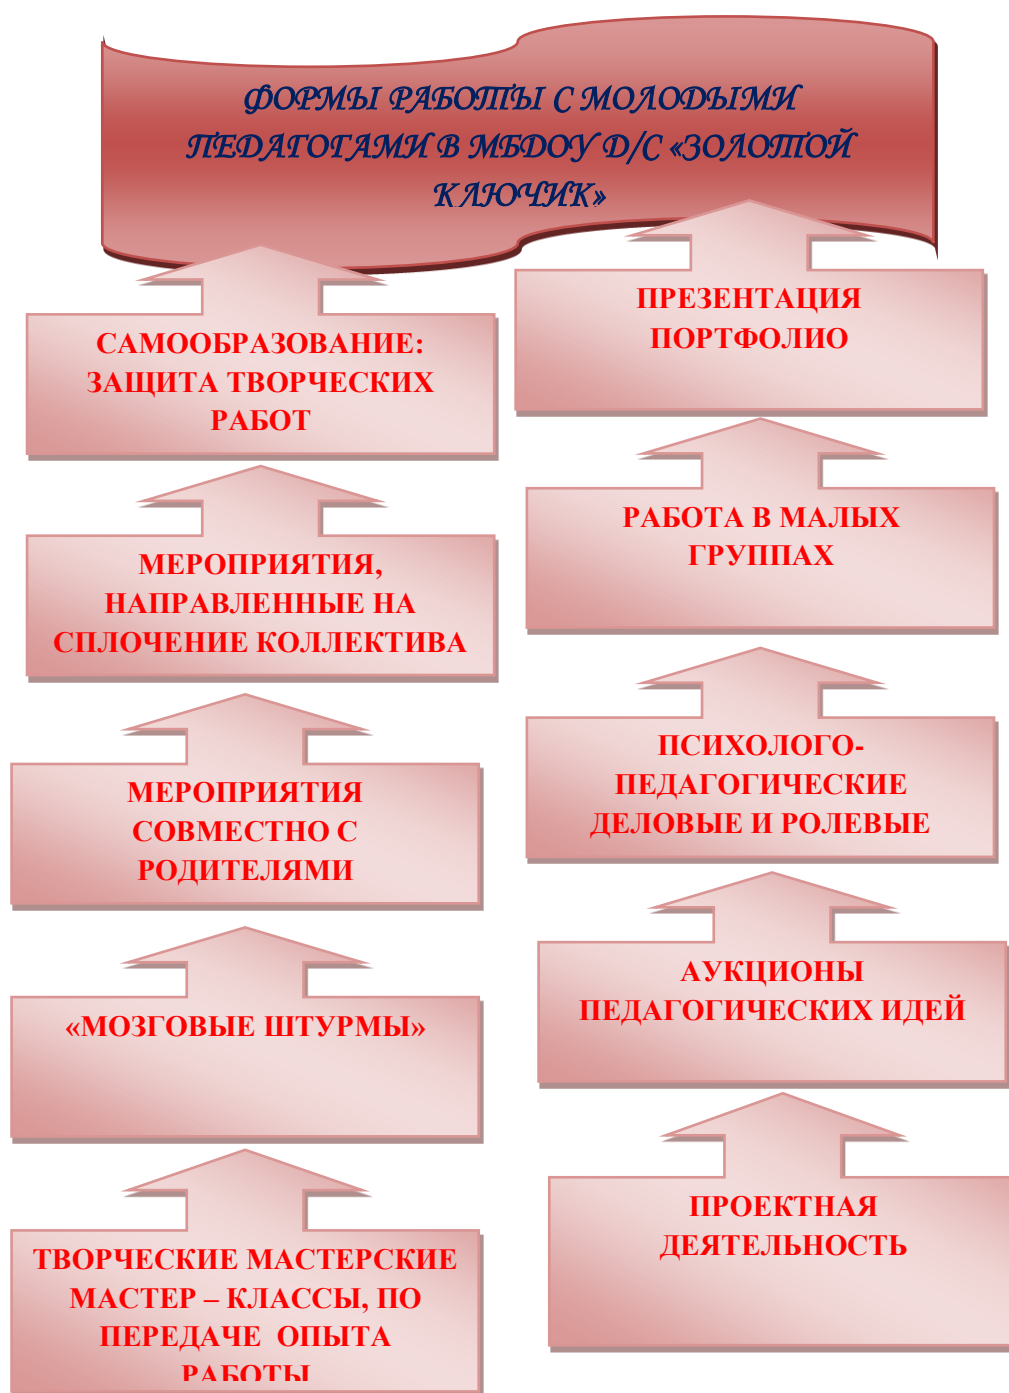 ФОРМЫ РАБОТЫ С МОЛОДЫМИ
ПЕДАГОГАМИ В МБДОУ Д/С «ЗОЛОТОЙ
КЛЮЧИК»
ПРЕЗЕНТАЦИЯ
ПОРТФОЛИО
САМООБРАЗОВАНИЕ:
ЗАЩИТА ТВОРЧЕСКИХ
РАБОТ
РАБОТА В МАЛЫХ
ГРУППАХ
МЕРОПРИЯТИЯ,
НАПРАВЛЕННЫЕ НА
СПЛОЧЕНИЕ КОЛЛЕКТИВА
ПСИХОЛОГО-
ПЕДАГОГИЧЕСКИЕ
ДЕЛОВЫЕ И РОЛЕВЫЕ
МЕРОПРИЯТИЯ
СОВМЕСТНО С
РОДИТЕЛЯМИ
АУКЦИОНЫ
ПЕДАГОГИЧЕСКИХ ИДЕЙ
«МОЗГОВЫЕ ШТУРМЫ»
ПРОЕКТНАЯ
ДЕЯТЕЛЬНОСТЬ
ТВОРЧЕСКИЕ МАСТЕРСКИЕ
МАСТЕР – КЛАССЫ, ПО
ПЕРЕДАЧЕ ОПЫТА
РАБОТЫ